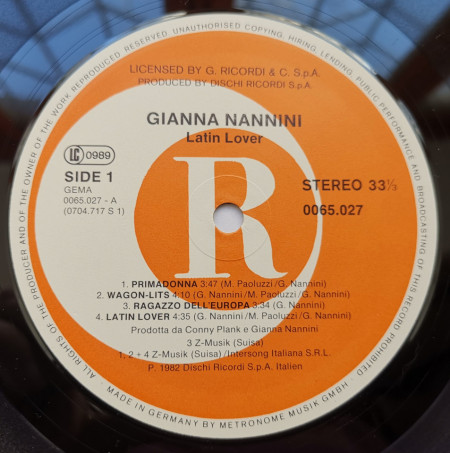 ALL RIGHTS OF THE PRODUCER AND OF THE OWNER OF THE WORK REPRODUCED RESERVED. UNAUTHORISED COPYING, HIRING, LENDING, PUBLIC PERFORMANCE AND BROADCASTING OF THIS RECORD PROHIBITED.
LICENSED BY G. RICORDI & C. S.p.A.
PRODUCED BY DISCHI RICORDI S.p.A.
GIANNA NANNINI
Latin Lover
LC 0989
SIDE 1
GEMA
0065.027 - A
(0704.717 S 1)
STEREO 33⅓
0065.027
R
1. PRIMADONNA 3:47 (M. Paoluzzi/G. Nannini)
2. WAGON-LITS 4:10 (G. Nannini/M. Paoluzzi/G. Nannini)
3. RAGAZZO DELL'EUROPA 3:34 (G. Nannini)
4. LATIN LOVER 4:35 (G. Nannini/M. Paoluzzi/G. Nannini)
Prodotta da Conny Plank e Gianna Nannini
3 Z-Musik (Suisa)
1, 2 + 4 Z-Musik (Suisa) / Intersong Italiana S.R.L.
P. 1982 Dischi Ricordi S.p.A. Italien
MADE IN GERMANY BY METRONOME MUSIK GMBH